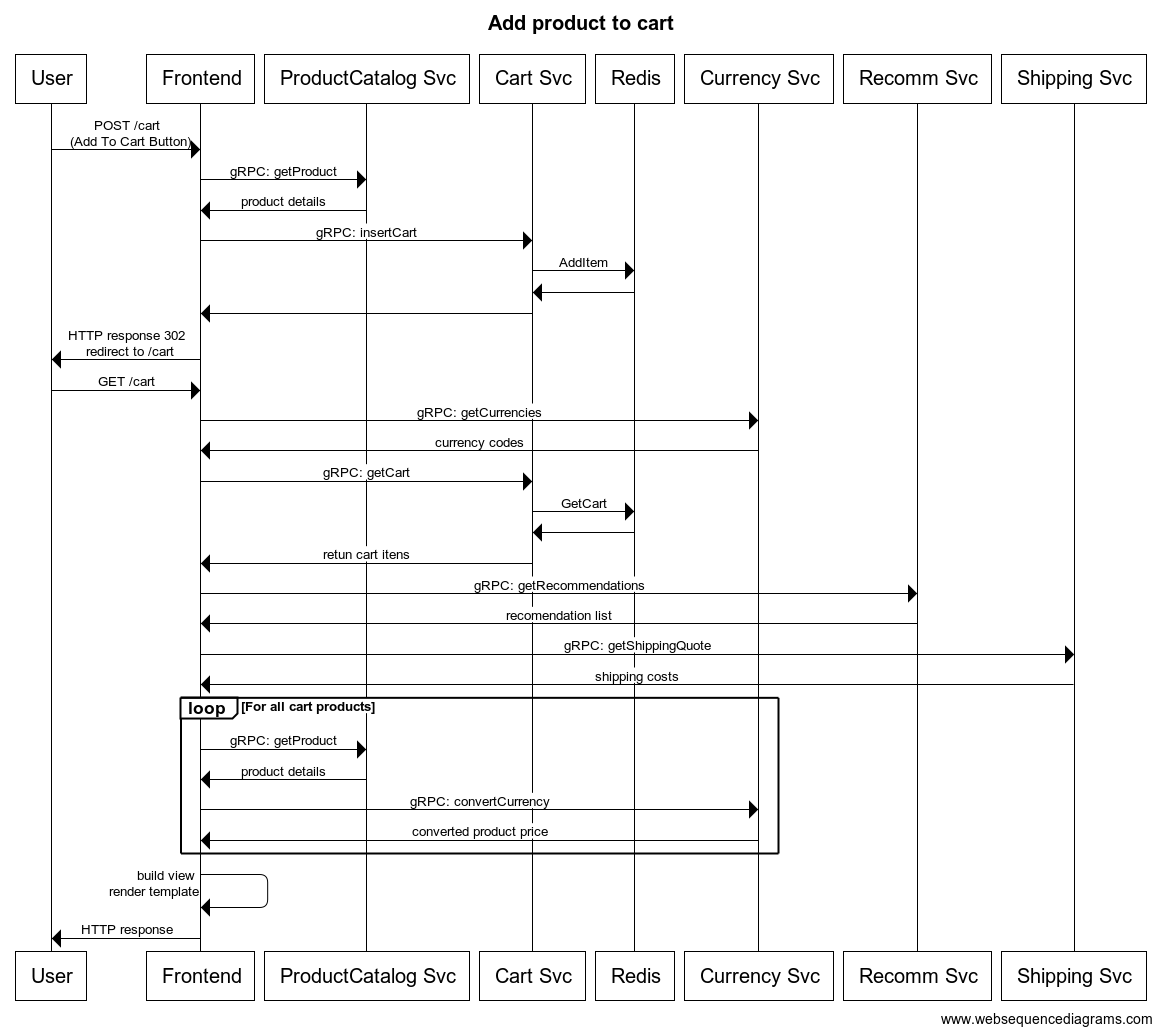 Add product to cart
User Frontend ProductCatalog Svc Cart Svc Redis Currency Svc Recomm Svc Shipping Svc
POST /cart
(Add To Cart Button)
gRPC: getProduct
product details
gRPC: insertCart
AddItem
HTTP response 302
redirect to /cart
GET /cart
gRPC: getCurrencies
currency codes
gRPC: getCart
GetCart
retun cart itens
gRPC: getRecommendations
recomendation list
gRPC: getShippingQuote
shipping costs
loop [For all cart products]
gRPC: getProduct
product details
gRPC: convertCurrency
converted product price
build view
render template
HTTP response
User Frontend ProductCatalog Svc Cart Svc Redis Currency Svc Recomm Svc Shipping Svc
www.websequencediagrams.com